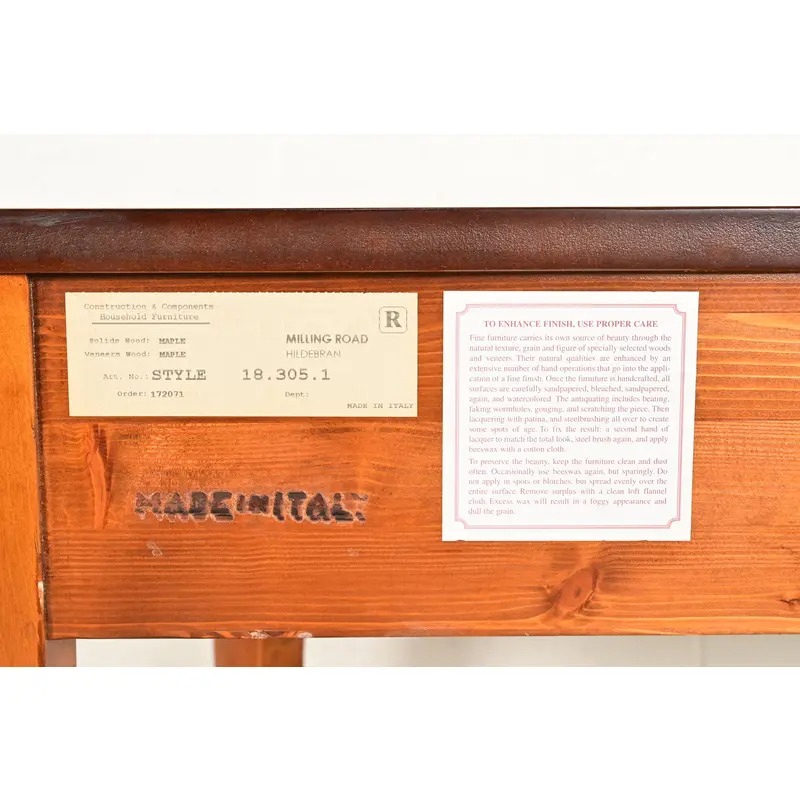 Construction & Components
Household Furniture
R
Solids Wood: MAPLE
Veneers Wood: MAPLE
MILLING ROAD
HILDEBRAN
Art. No.: STYLE 18.305.1
Order: 172071 Dept:
MADE IN ITALY
MADE IN ITALY
TO ENHANCE FINISH, USE PROPER CARE
Fine furniture carries its own source of beauty through the
natural texture, grain and figure of specially selected woods
and veneers. Their natural qualities are enhanced by an
extensive number of hand operations that go into the appli-
cation of a fine finish. Once the furniture is handcrafted, all
surfaces are carefully sandpapered, bleached, sandpapered,
again, and watercolored. The antiquating includes beating,
faking wormholes, gouging, and scratching the piece. Then
lacquering with patina, and steelbrushing all over to create
some spots of age. To fix the result: a second hand of
lacquer to match the total look, steel brush again, and apply
beeswax with a cotton cloth.
To preserve the beauty, keep the furniture clean and dust
often. Occasionally use beeswax again, but sparingly. Do
not apply in spots or blotches, but spread evenly over the
entire surface. Remove surplus with a clean loft flannel
cloth. Excess wax will result in a foggy appearance and
dull the grain.